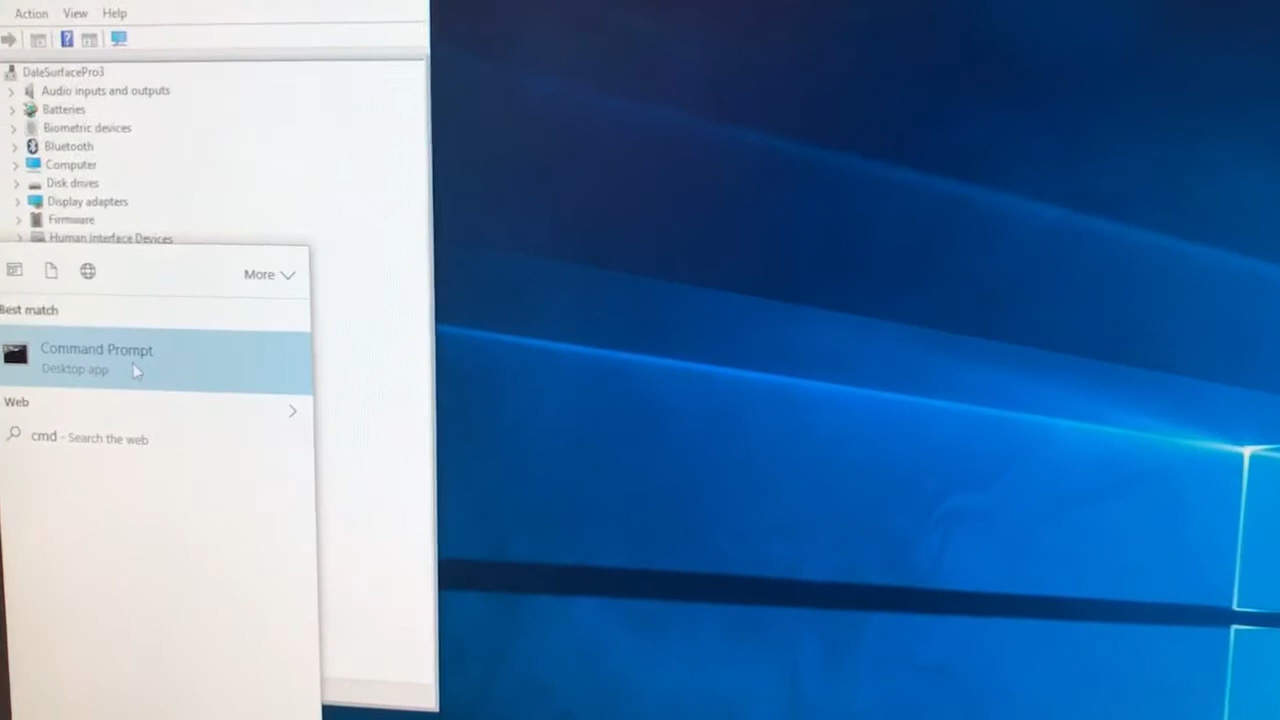 Action View Help
DaleSurfacePro3
Audio inputs and outputs
Batteries
Biometric devices
Bluetooth
Computer
Disk drives
Display adapters
Firmware
Human Interface Devices
More
Best match
Command Prompt
Desktop app
Web
cmd - Search the web